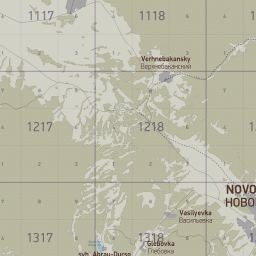 1117
1118
Verhnebakansky
Верхнебаканский
1217
1218
NOVO
НОВО
Vasilyevka
Васильевка
1317
1318
Glebovka
Глебовка
svh. Abrau-Durso